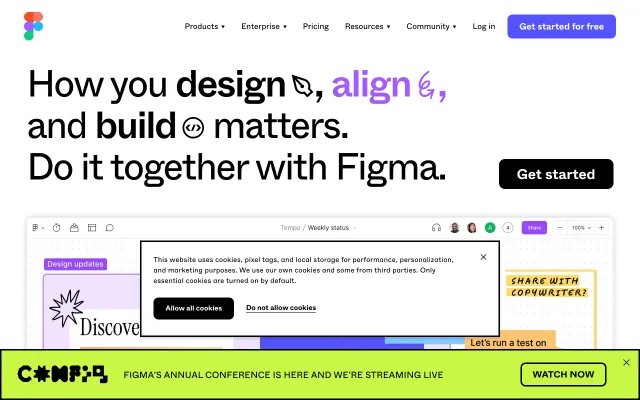 Products Enterprise Pricing Resources Community Log in Get started for free
How you design, align,
and build matters.
Do it together with Figma.
Get started
Tempo / Weekly status
A
4
Share
100%
Design updates
This website uses cookies, pixel tags, and local storage for performance, personalization,
and marketing purposes. We use our own cookies and some from third parties. Only
essential cookies are turned on by default.
Allow all cookies Do not allow cookies
SHARE WITH
COPYWRITER?
Discove
Let's run a test on
CONFIG FIGMA'S ANNUAL CONFERENCE IS HERE AND WE'RE STREAMING LIVE WATCH NOW